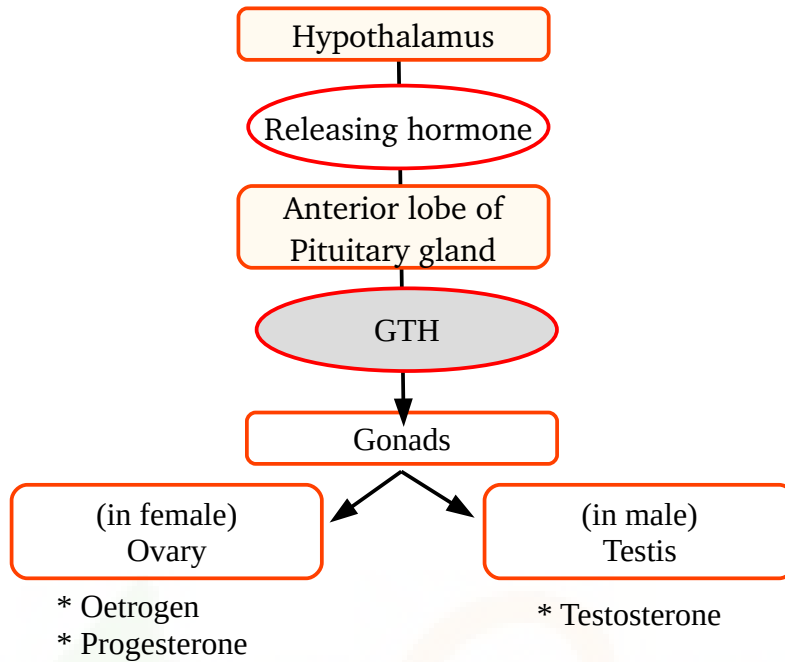 Hypothalamus
Releasing hormone
Anterior lobe of
Pituitary gland
GTH
Gonads
(in female)
Ovary
(in male)
Testis
* Oetrogen
* Progesterone
* Testosterone